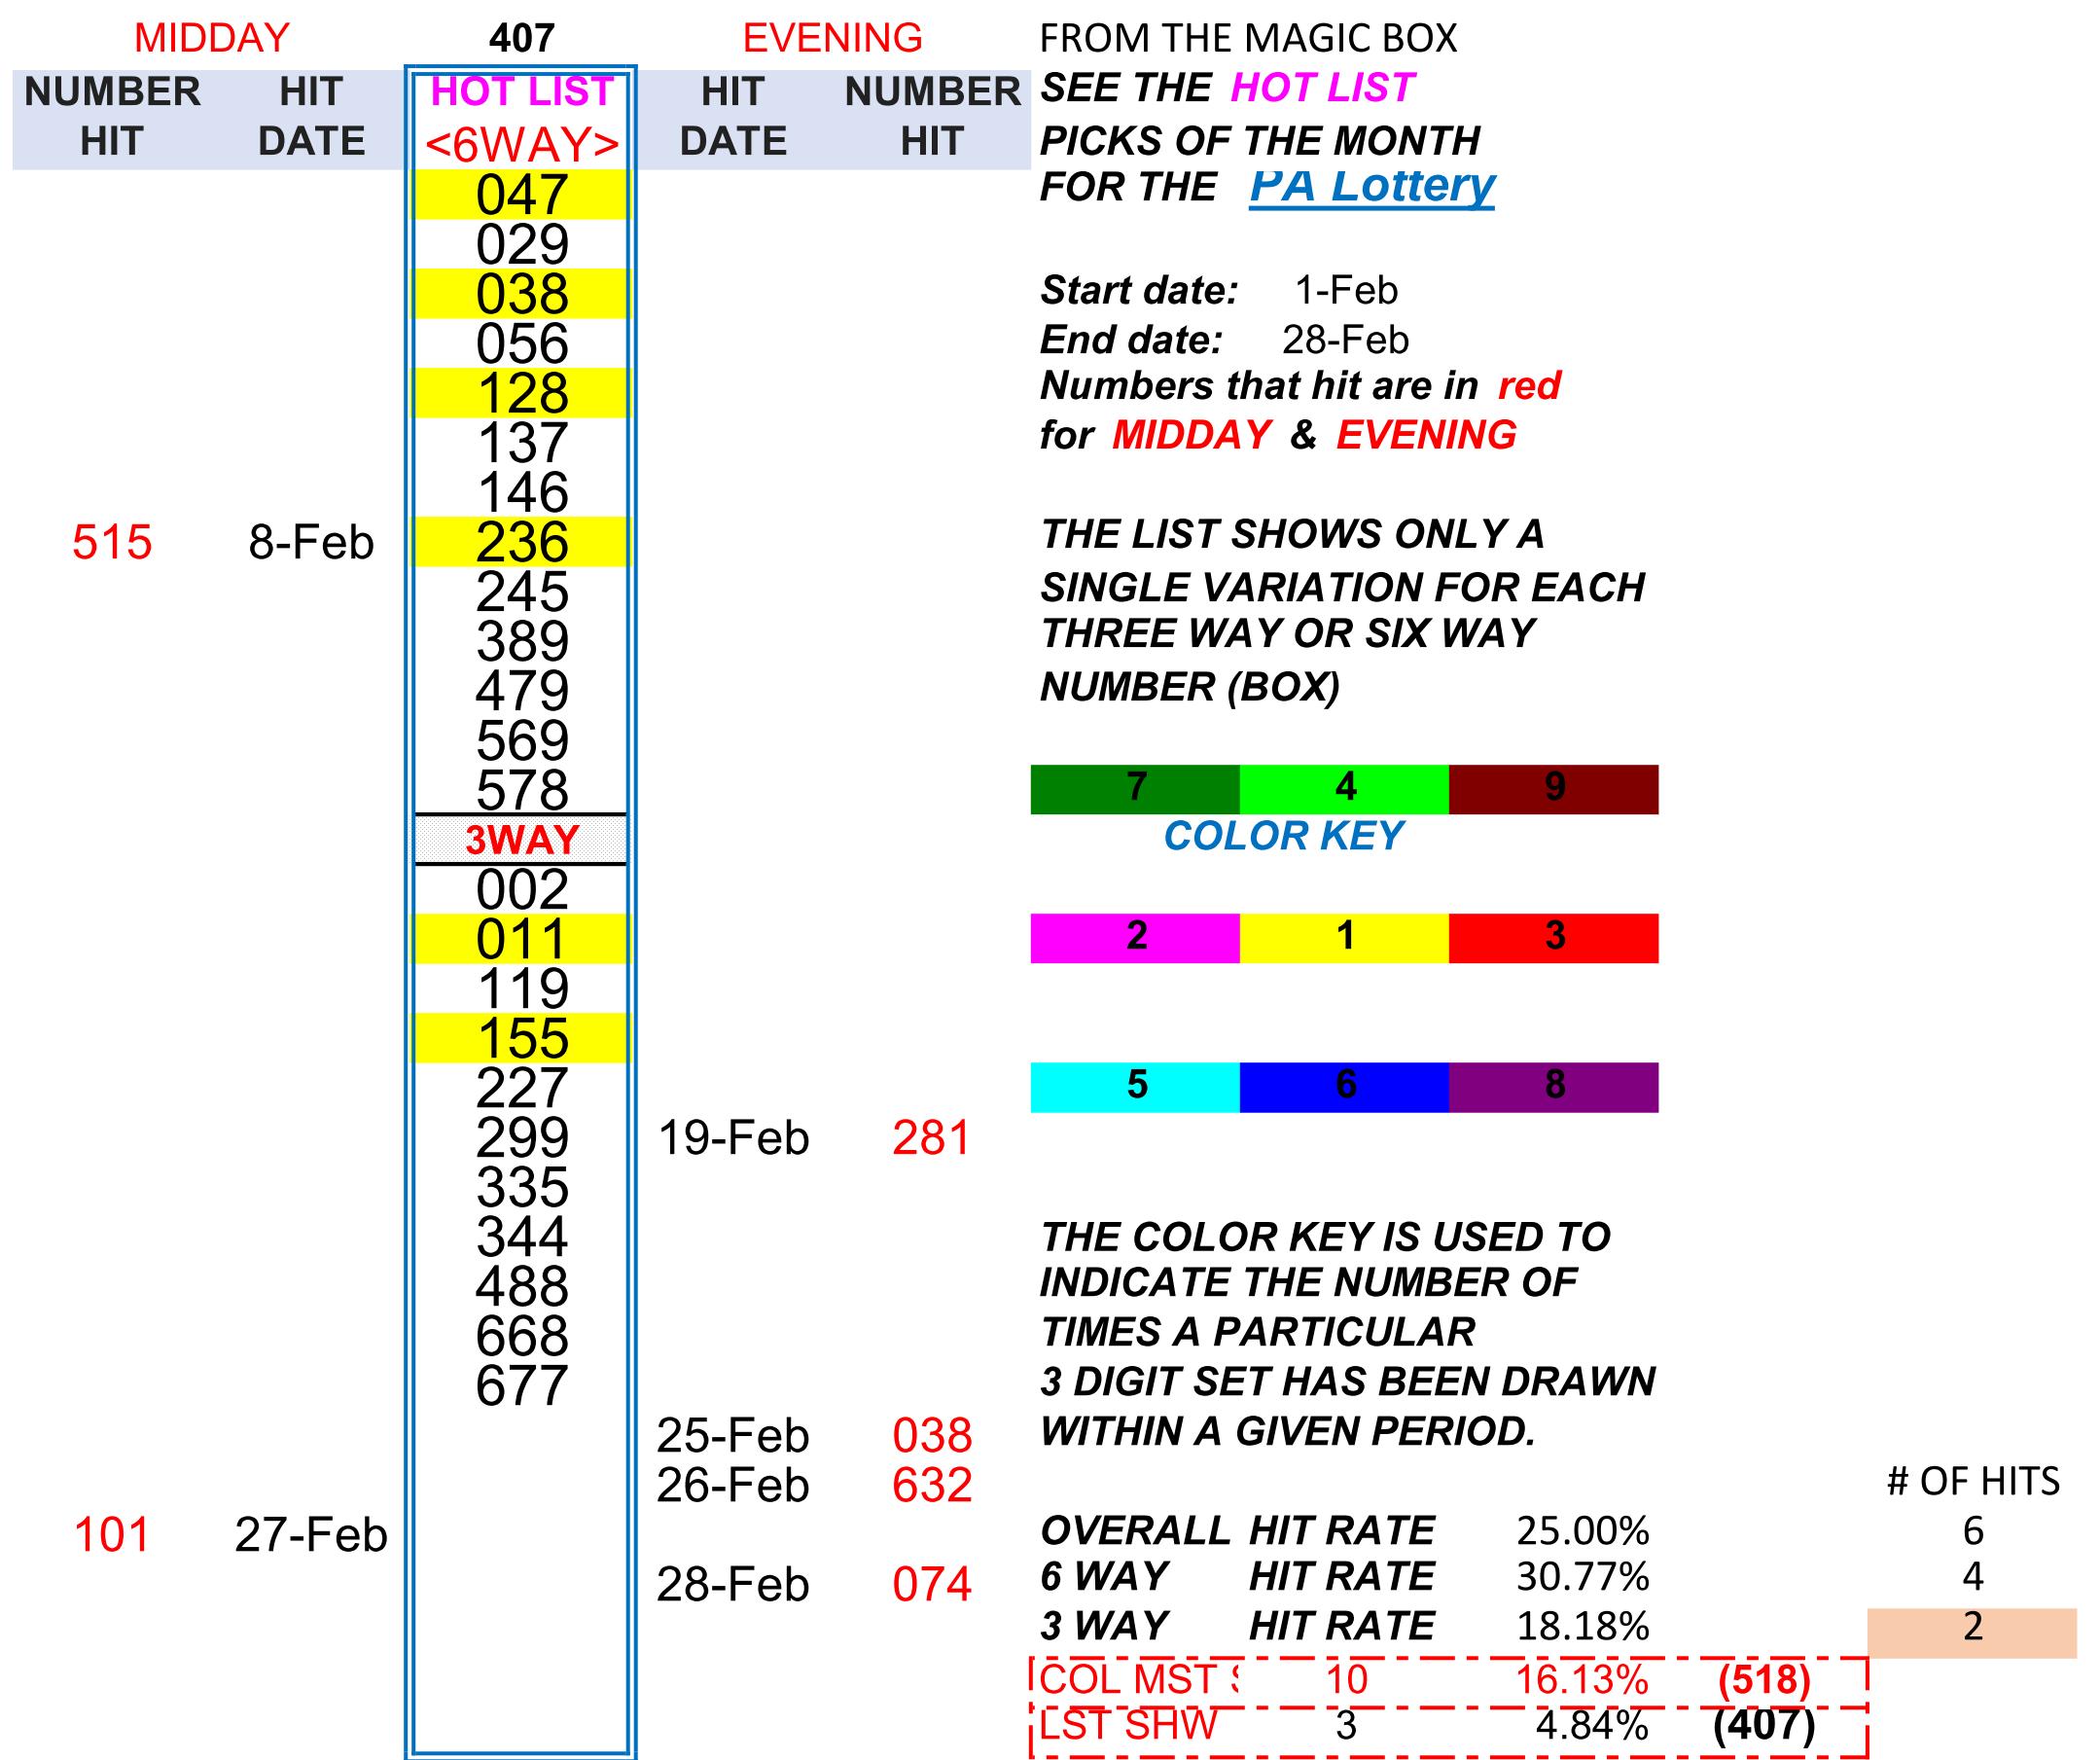 MIDDAY 407 EVENING FROM THE MAGIC BOX
NUMBER HIT HOT LIST HIT NUMBER SEE THE HOT LIST
HIT DATE <6WAY> DATE HIT PICKS OF THE MONTH
047 FOR THE PA Lottery
029
038 Start date: 1-Feb
056 End date: 28-Feb
128 Numbers that hit are in red
137 for MIDDAY & EVENING
146
515 8-Feb 236 THE LIST SHOWS ONLY A
245 SINGLE VARIATION FOR EACH
389 THREE WAY OR SIX WAY
479 NUMBER (BOX)
569
578 7 4 9
3WAY COLOR KEY
002
011 2 1 3
119
155
227 5 6 8
299 19-Feb 281
335
344 THE COLOR KEY IS USED TO
488 INDICATE THE NUMBER OF
668 TIMES A PARTICULAR
677 3 DIGIT SET HAS BEEN DRAWN
25-Feb 038 WITHIN A GIVEN PERIOD.
26-Feb 632 # OF HITS
101 27-Feb OVERALL HIT RATE 25.00% 6
6 WAY HIT RATE 30.77% 4
28-Feb 074 3 WAY HIT RATE 18.18% 2
COL MST 10 16.13% (518)
LST SHW 3 4.84% (407)